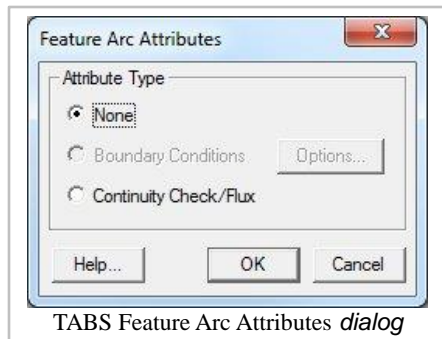 Feature Arc Attributes
Attribute Type
None
Boundary Conditions
Options...
Continuity Check/Flux
Help...
OK
Cancel
TABS Feature Arc Attributes dialog